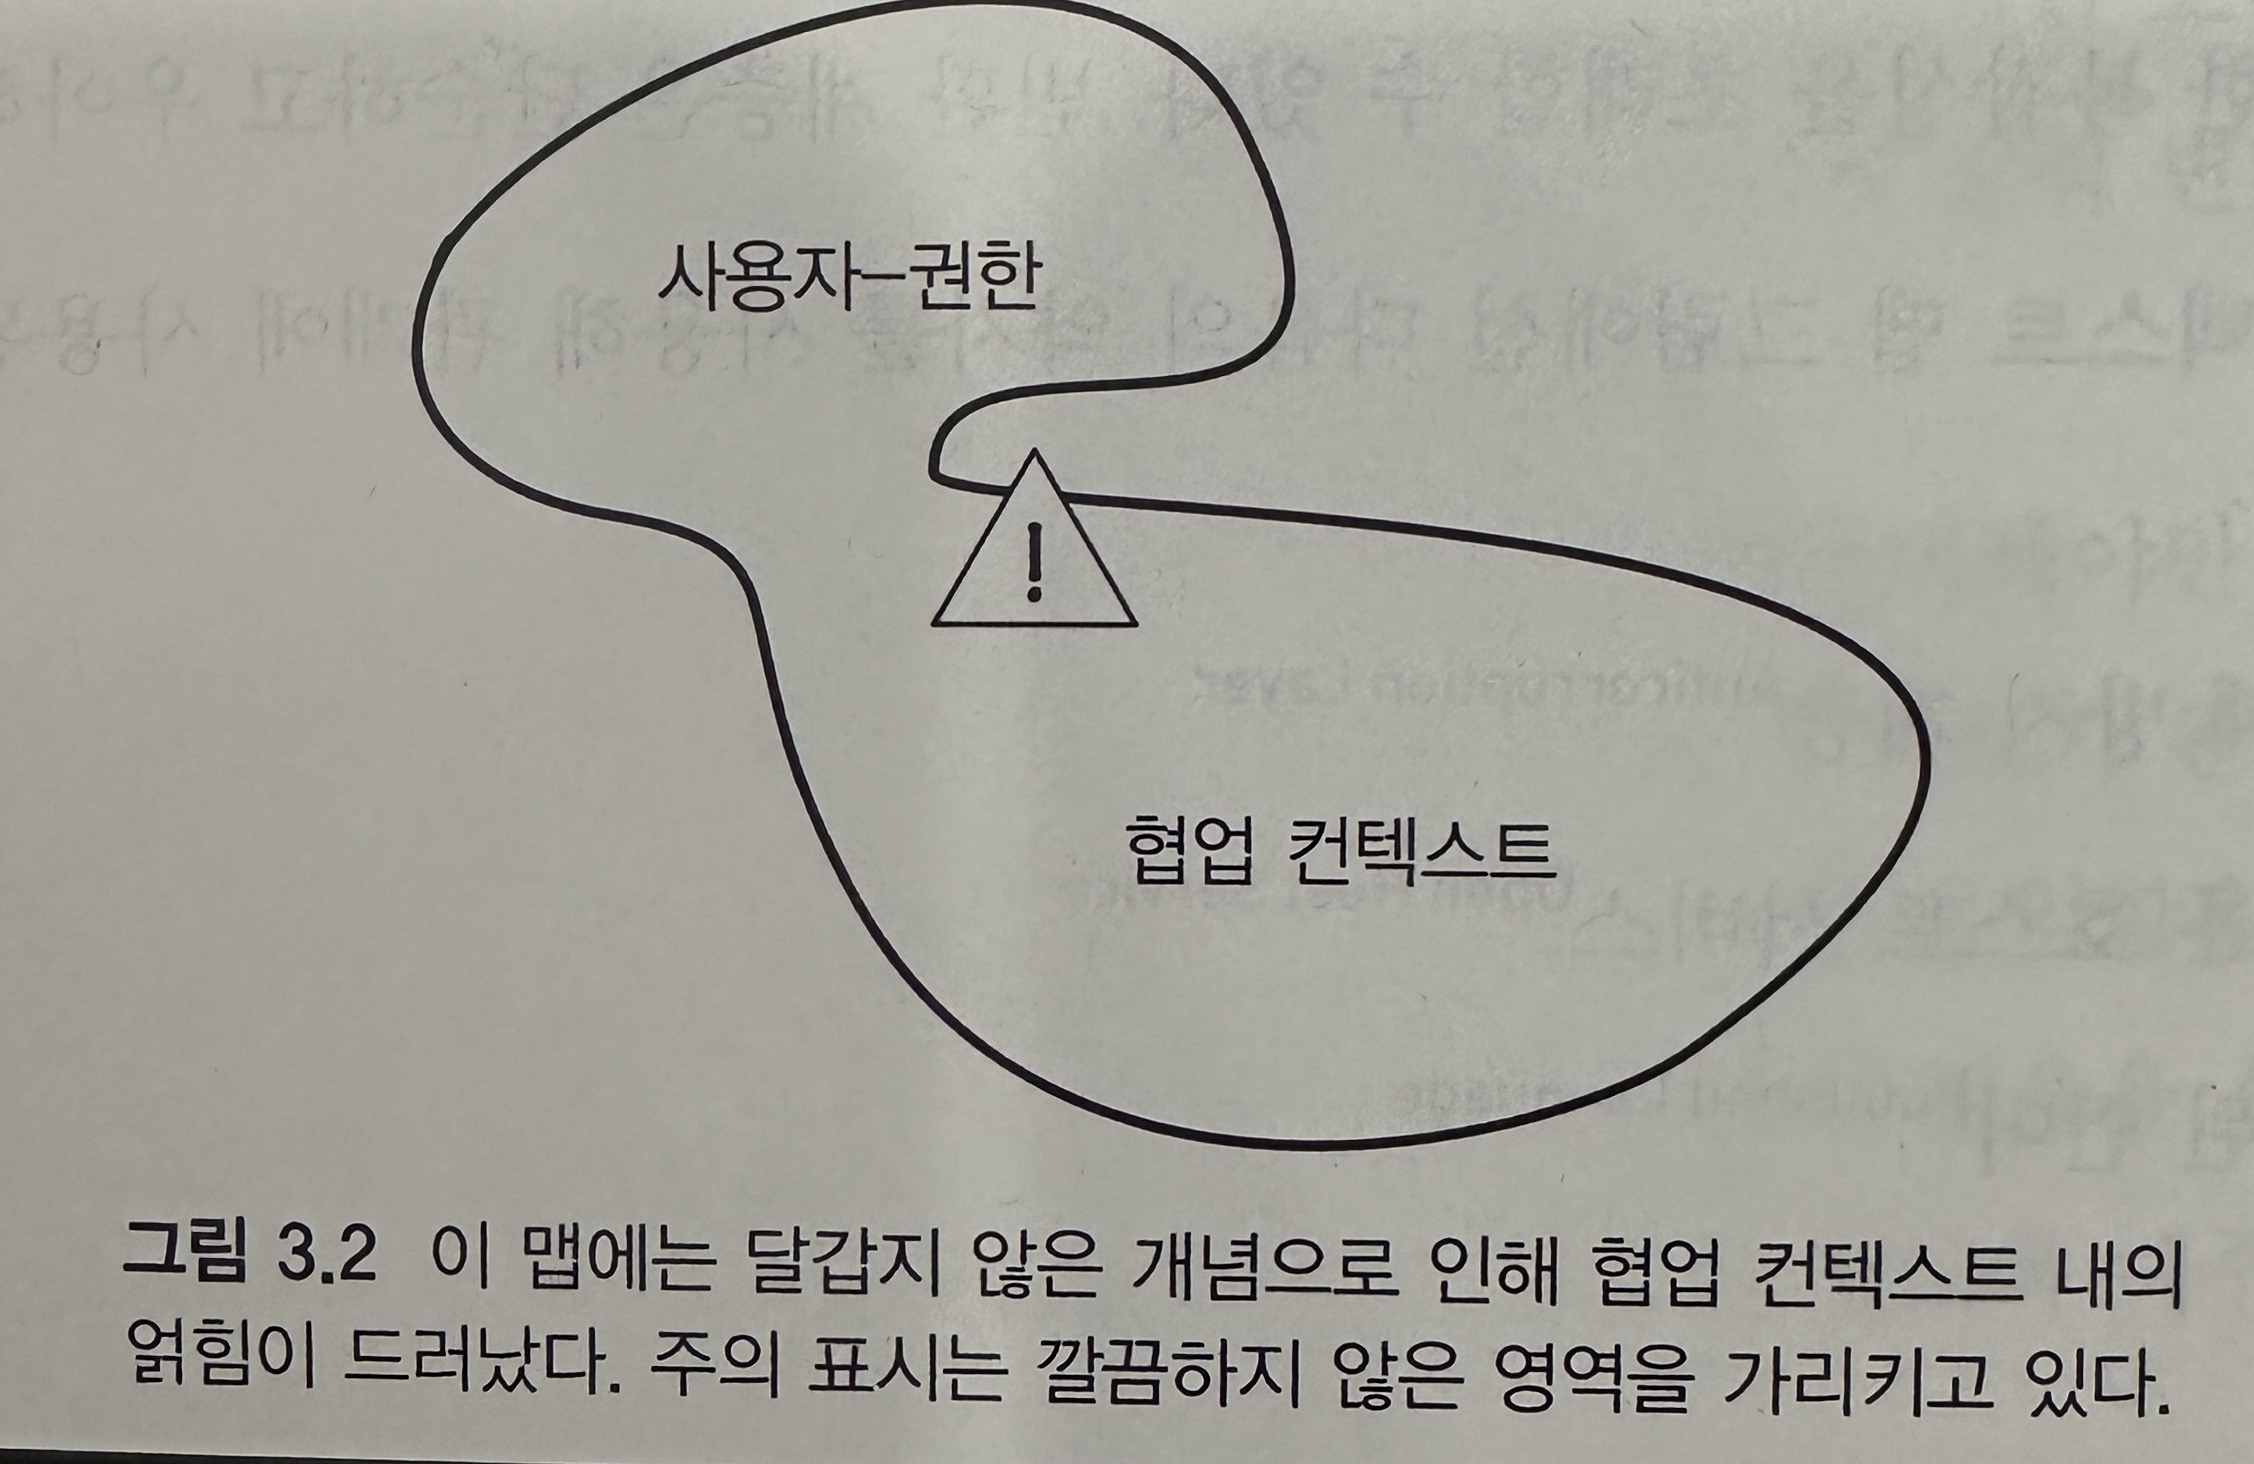 사용자-권한
!
협업 컨텍스트
그림 3.2 이 맵에는 달갑지 않은 개념으로 인해 협업 컨텍스트 내의
얽힘이 드러났다. 주의 표시는 깔끔하지 않은 영역을 가리키고 있다.